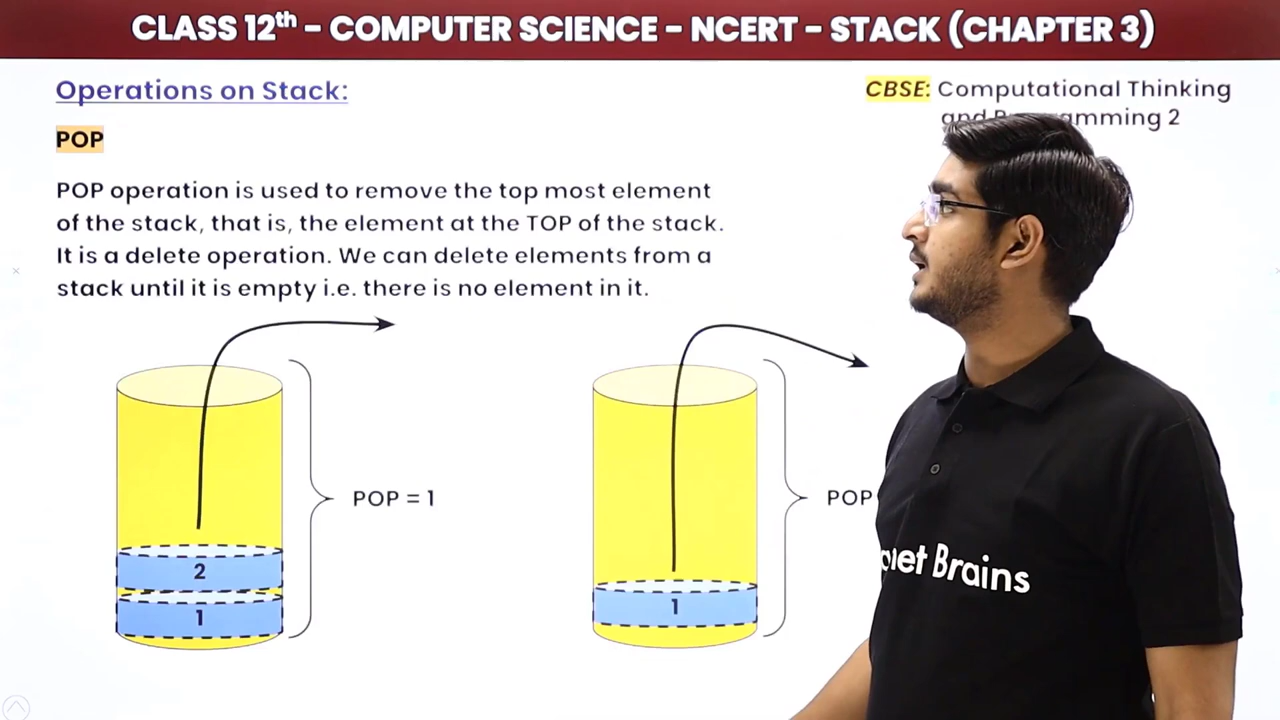 CLASS 12th – COMPUTER SCIENCE – NCERT – STACK (CHAPTER 3)
Operations on Stack:
CBSE: Computational Thinking
and 2
POP
POP operation is used to remove the top most element
of the stack, that is, the element at the TOP of the stack.
It is a delete operation. We can delete elements from a
stack until it is empty i.e. there is no element in it.
POP = 1
2
1
POP
1
Brains